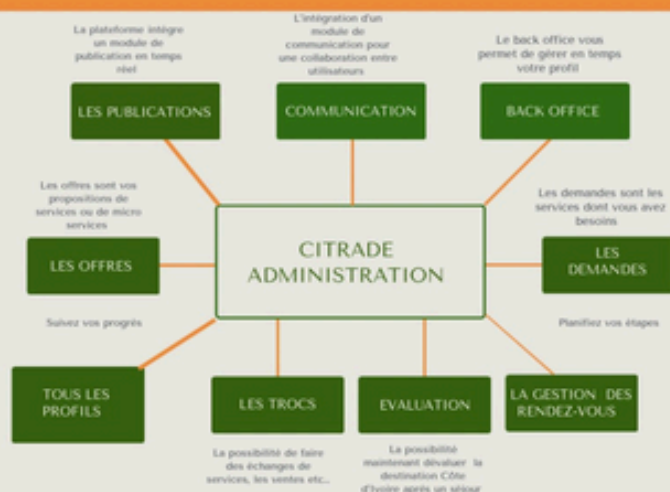 La plateforme intègre
un module de
publication en temps
réel
L'intégration d'un
module de
communication pour
une collaboration entre
utilisateurs
Le back office vous
permet de gérer en temps
votre profil
LES PUBLICATIONS
COMMUNICATION
BACK OFFICE
Les offres sont vos
propositions de
services ou de micro
services
Les demandes sont les
services dont vous avez
besoins
LES OFFRES
CITRADE
ADMINISTRATION
LES
DEMANDES
Suivez vos progrès
Planifiez vos étapes
TOUS LES
PROFILS
LES TROCS
EVALUATION
LA GESTION DES
RENDEZ-VOUS
La possibilité de faire
des échanges de
services, les ventes etc..
La possibilité
maintenant dévaluer la
destination Côte
d'Ivoire après un séjour